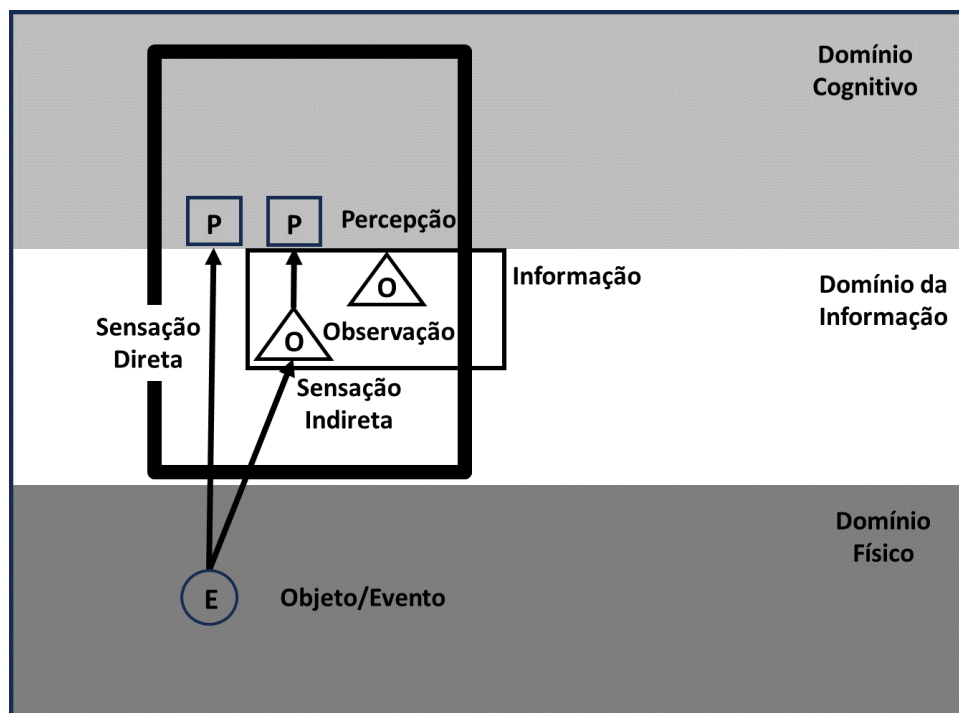 Domínio
Cognitivo
P
P
Percepção
Informação
O
Domínio da
Informação
Sensação
Direta
O
Observação
Sensação
Indireta
Domínio
Físico
E
Objeto/Evento